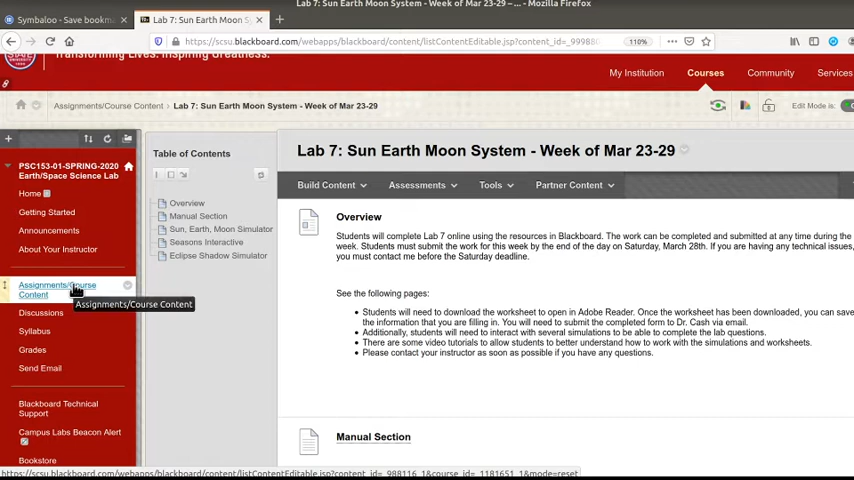 Lab 7: Sun Earth Moon System - Week of Mar 23-29 – ... - Mozilla Firefox
Symbaloo - Save bookm
Lab 7: Sun Earth Moon S
https://scsu.blackboard.com/webapps/blackboard/content/listContentEditable.jsp?content_id=_99988
110%
Transforming Lives. Inspiring Greatness.
My Institution
Courses
Community
Services
Assignments/Course Content
Lab 7: Sun Earth Moon System - Week of Mar 23-29
Edit Mode is:
PSC153-01-SPRING-2020
Earth/Space Science Lab
Home
Getting Started
Announcements
About Your Instructor
Assignments/Course
Content
Assignments/Course Content
Discussions
Syllabus
Grades
Send Email
Blackboard Technical
Support
Campus Labs Beacon Alert
Bookstore
Table of Contents
Overview
Manual Section
Sun, Earth, Moon Simulator
Seasons Interactive
Eclipse Shadow Simulator
Lab 7: Sun Earth Moon System - Week of Mar 23-29
Build Content
Assessments
Tools
Partner Content
Overview
Students will complete Lab 7 online using the resources in Blackboard. The work can be completed and submitted at any time during the
week. Students must submit the work for this week by the end of the day on Saturday, March 28th. If you are having any technical issues,
you must contact me before the Saturday deadline.
See the following pages:
• Students will need to download the worksheet to open in Adobe Reader. Once the worksheet has been downloaded, you can save
the information that you are filling in. You will need to submit the completed form to Dr. Cash via email.
• Additionally, students will need to interact with several simulations to be able to complete the lab questions.
• There are some video tutorials to allow students to better understand how to work with the simulations and worksheets.
• Please contact your instructor as soon as possible if you have any questions.
Manual Section
https://scsu.blackboard.com/webapps/blackboard/content/listContentEditable.jsp?content_id=_988116_1&course_id=_1181651_1&mode=reset